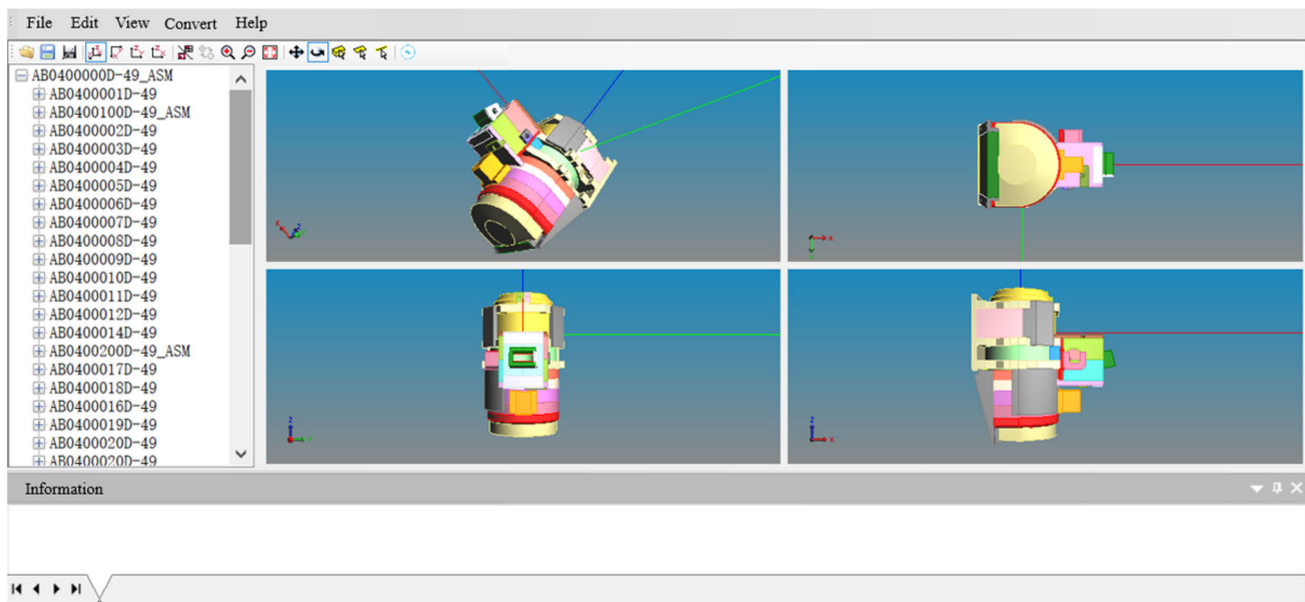 File Edit View Convert Help
AB0400000D-49_ASM
AB0400001D-49
AB0400100D-49_ASM
AB0400002D-49
AB0400003D-49
AB0400004D-49
AB0400005D-49
AB0400006D-49
AB0400007D-49
AB0400008D-49
AB0400009D-49
AB0400010D-49
AB0400011D-49
AB0400012D-49
AB0400014D-49
AB0400200D-49_ASM
AB0400017D-49
AB0400018D-49
AB0400016D-49
AB0400019D-49
AB0400020D-49
AB0400020D-49
X
Z
X
Z
Z
X
Information